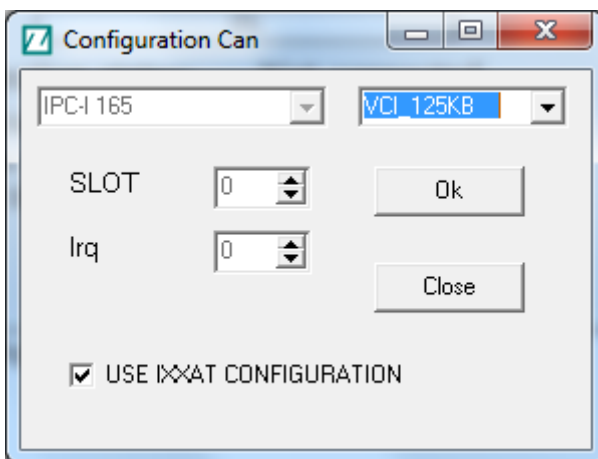 Configuration Can
IPC-I 165
VCI_125KB
SLOT
0
Ok
Irq
0
Close
USE IXXAT CONFIGURATION